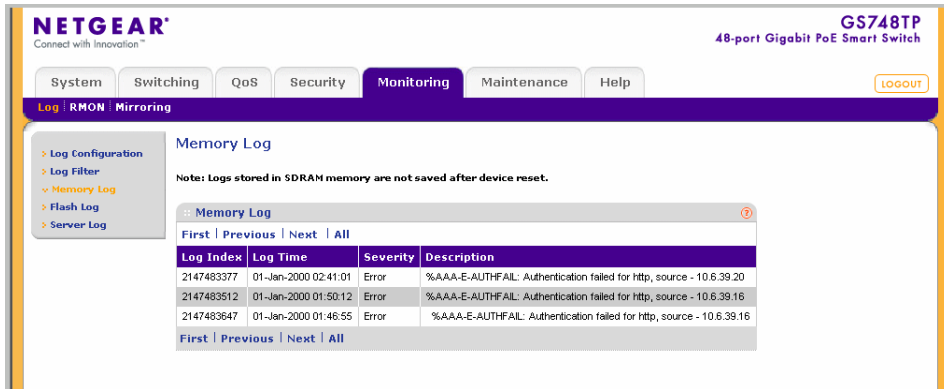 NETGEAR®
Connect with Innovation™
GS748TP
48-port Gigabit PoE Smart Switch
System Switching QoS Security Monitoring Maintenance Help LOGOUT
Log RMON Mirroring
Log Configuration
Log Filter
Memory Log
Flash Log
Server Log
Memory Log
Note: Logs stored in SDRAM memory are not saved after device reset.
Memory Log ?
First | Previous | Next | All
Log Index Log Time Severity Description
2147483377 01-Jan-2000 02:41:01 Error %AAA-E-AUTHFAIL: Authentication failed for http, source - 10.6.39.20
2147483512 01-Jan-2000 01:50:12 Error %AAA-E-AUTHFAIL: Authentication failed for http, source - 10.6.39.16
2147483647 01-Jan-2000 01:46:55 Error %AAA-E-AUTHFAIL: Authentication failed for http, source - 10.6.39.16
First | Previous | Next | All